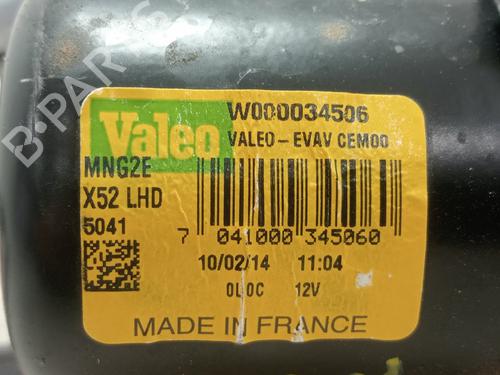 Valeo
W000034506
VALEO-EVAV CEM00
MNG2E
X52 LHD
5041
7 041000 345060
10/02/14 11:04
0L0C 12V
MADE IN FRANCE
B-PARTS